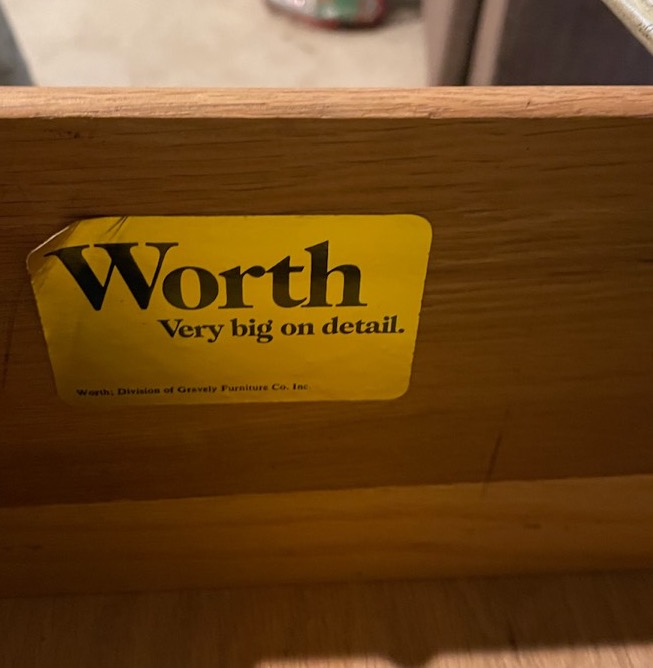 Worth
Very big on detail.
Worth; Division of Gravely Furniture Co. Inc